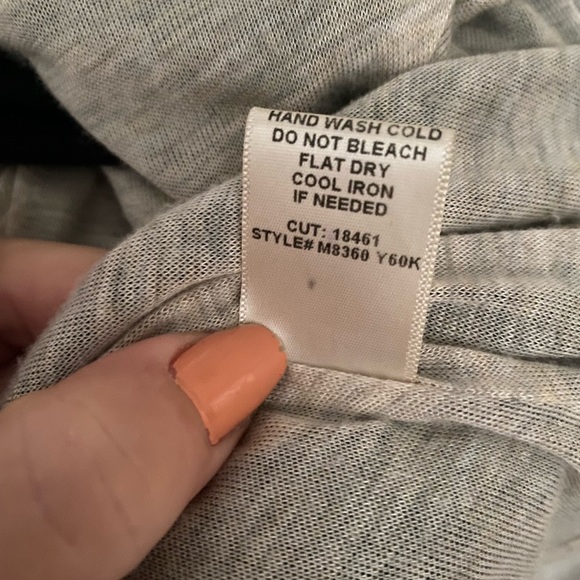 HAND WASH COLD
DO NOT BLEACH
FLAT DRY
COOL IRON
IF NEEDED
CUT: 18461
STYLE# M8360 Y60K